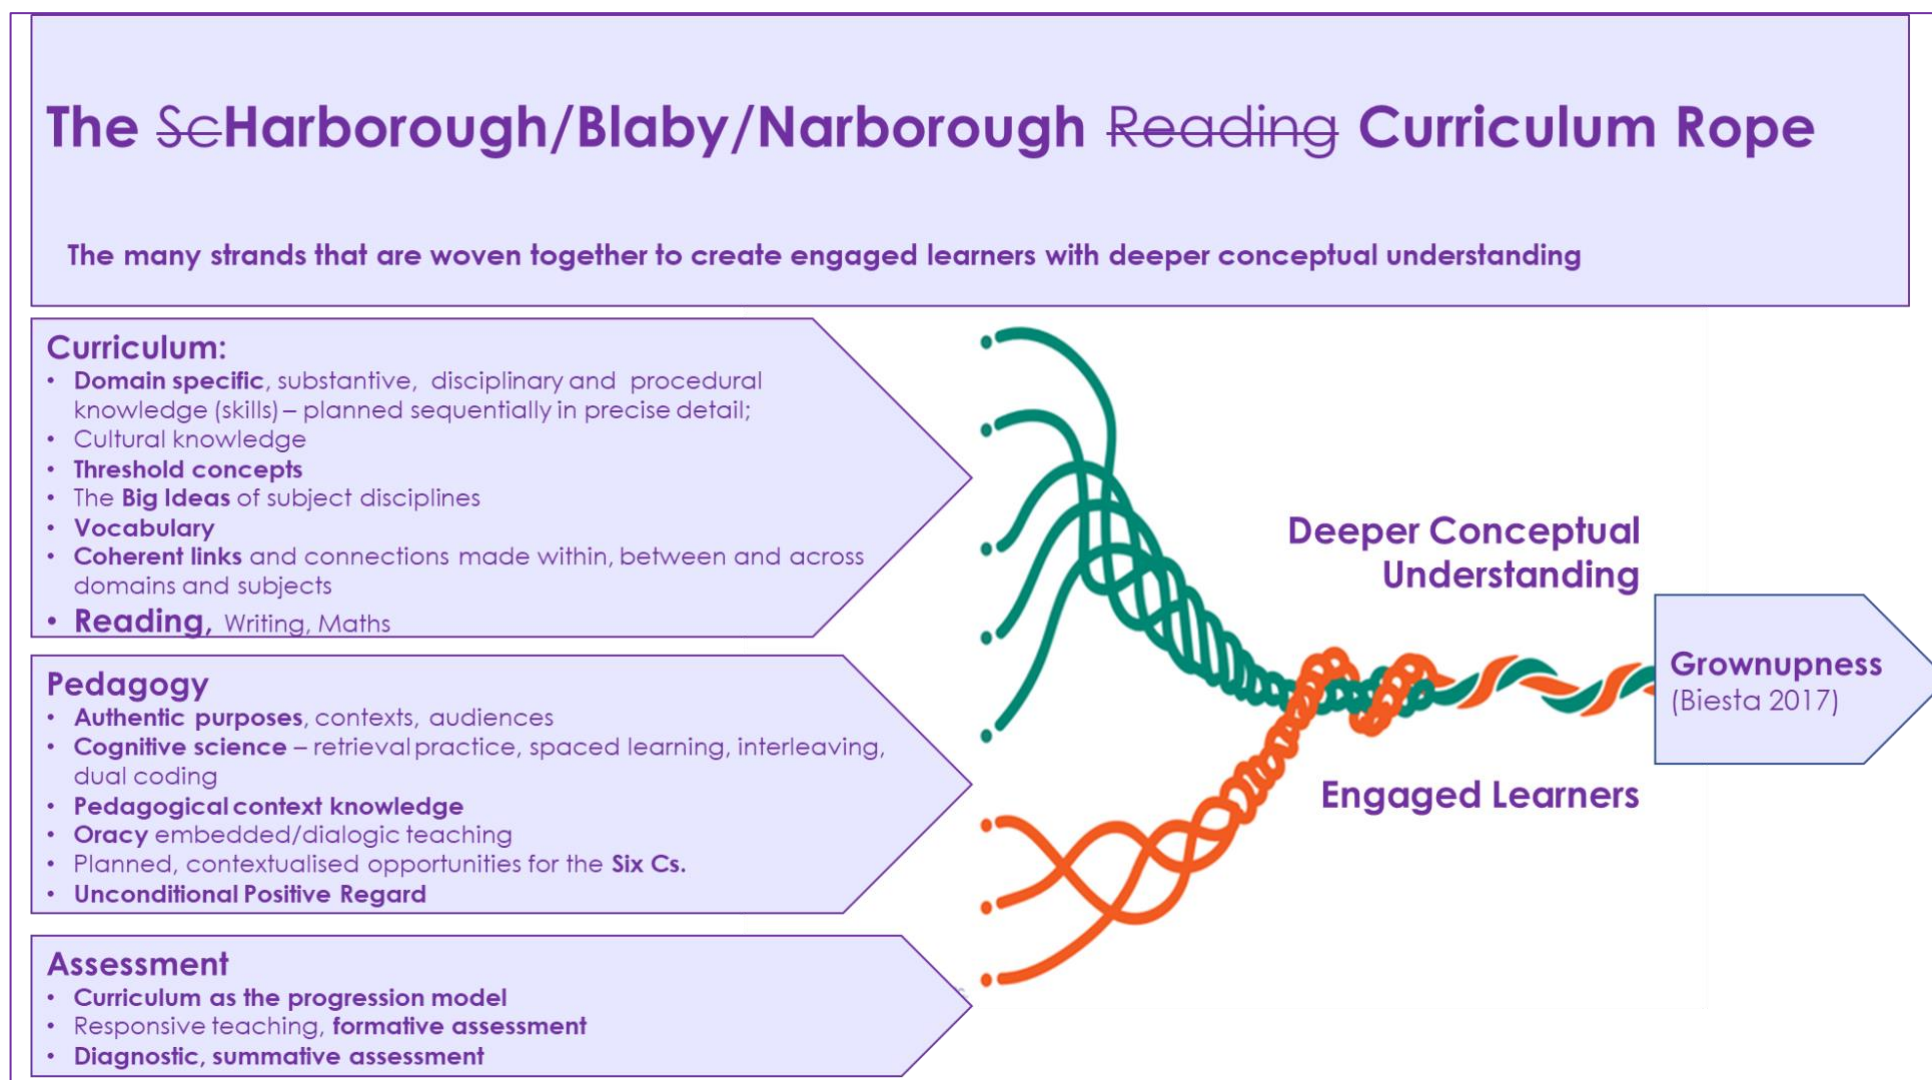 The ScHarborough/Blaby/Narborough Reading Curriculum Rope
The many strands that are woven together to create engaged learners with deeper conceptual understanding
Curriculum:
• Domain specific, substantive, disciplinary and procedural
knowledge (skills) – planned sequentially in precise detail;
• Cultural knowledge
• Threshold concepts
• The Big Ideas of subject disciplines
• Vocabulary
• Coherent links and connections made within, between and across
domains and subjects
• Reading, Writing, Maths
Pedagogy
• Authentic purposes, contexts, audiences
• Cognitive science – retrieval practice, spaced learning, interleaving,
dual coding
• Pedagogical context knowledge
• Oracy embedded/dialogic teaching
• Planned, contextualised opportunities for the Six Cs.
• Unconditional Positive Regard
Assessment
• Curriculum as the progression model
• Responsive teaching, formative assessment
• Diagnostic, summative assessment
Deeper Conceptual
Understanding
Engaged Learners
Grownupness
(Biesta 2017)